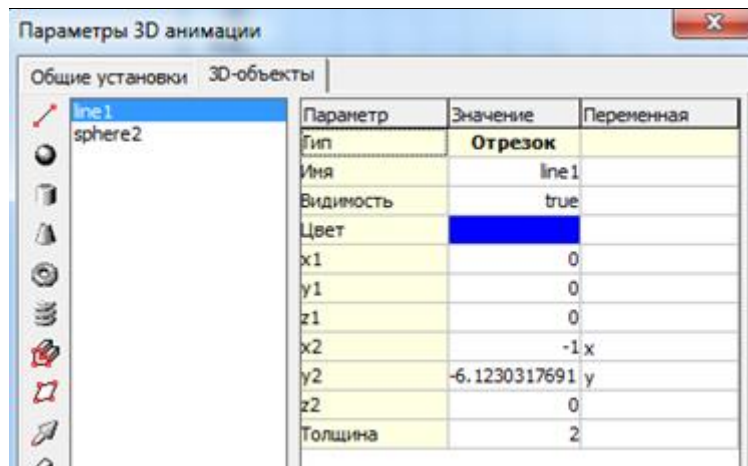 Параметры 3D анимации
Общие установки 3D-объекты
line1
sphere2
Параметр Значение Переменная
Тип Отрезок
Имя line1
Видимость true
Цвет
x1 0
y1 0
z1 0
x2 -1 x
y2 -6.1230317691 y
z2 0
Толщина 2